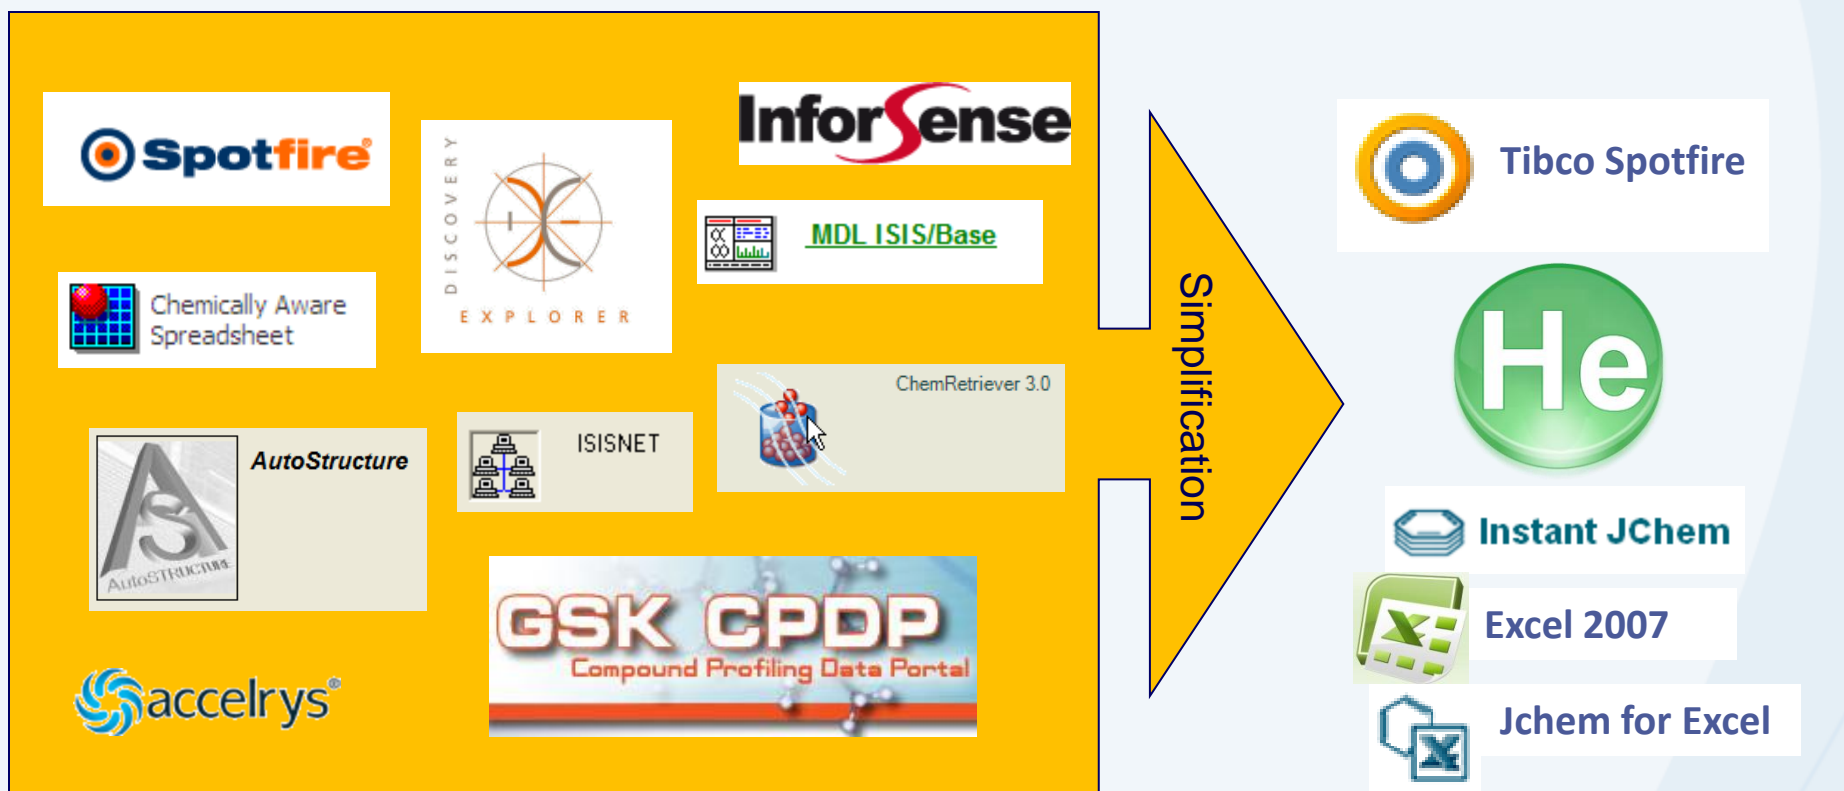 Spotfire®
DISCOVERY
EXPLORER
InforSense
MDL ISIS/Base
Chemically Aware
Spreadsheet
ChemRetriever 3.0
AutoStructure
AutoSTRUCTURE
ISISNET
GSK CPDP
Compound Profiling Data Portal
accelrys®
Simplification
Tibco Spotfire
He
Instant JChem
Excel 2007
Jchem for Excel